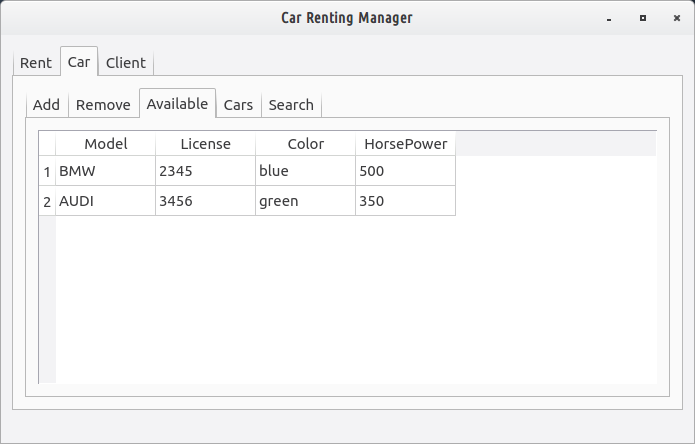 Car Renting Manager
Rent Car Client
Add Remove Available Cars Search
Model License Color HorsePower
1 BMW 2345 blue 500
2 AUDI 3456 green 350